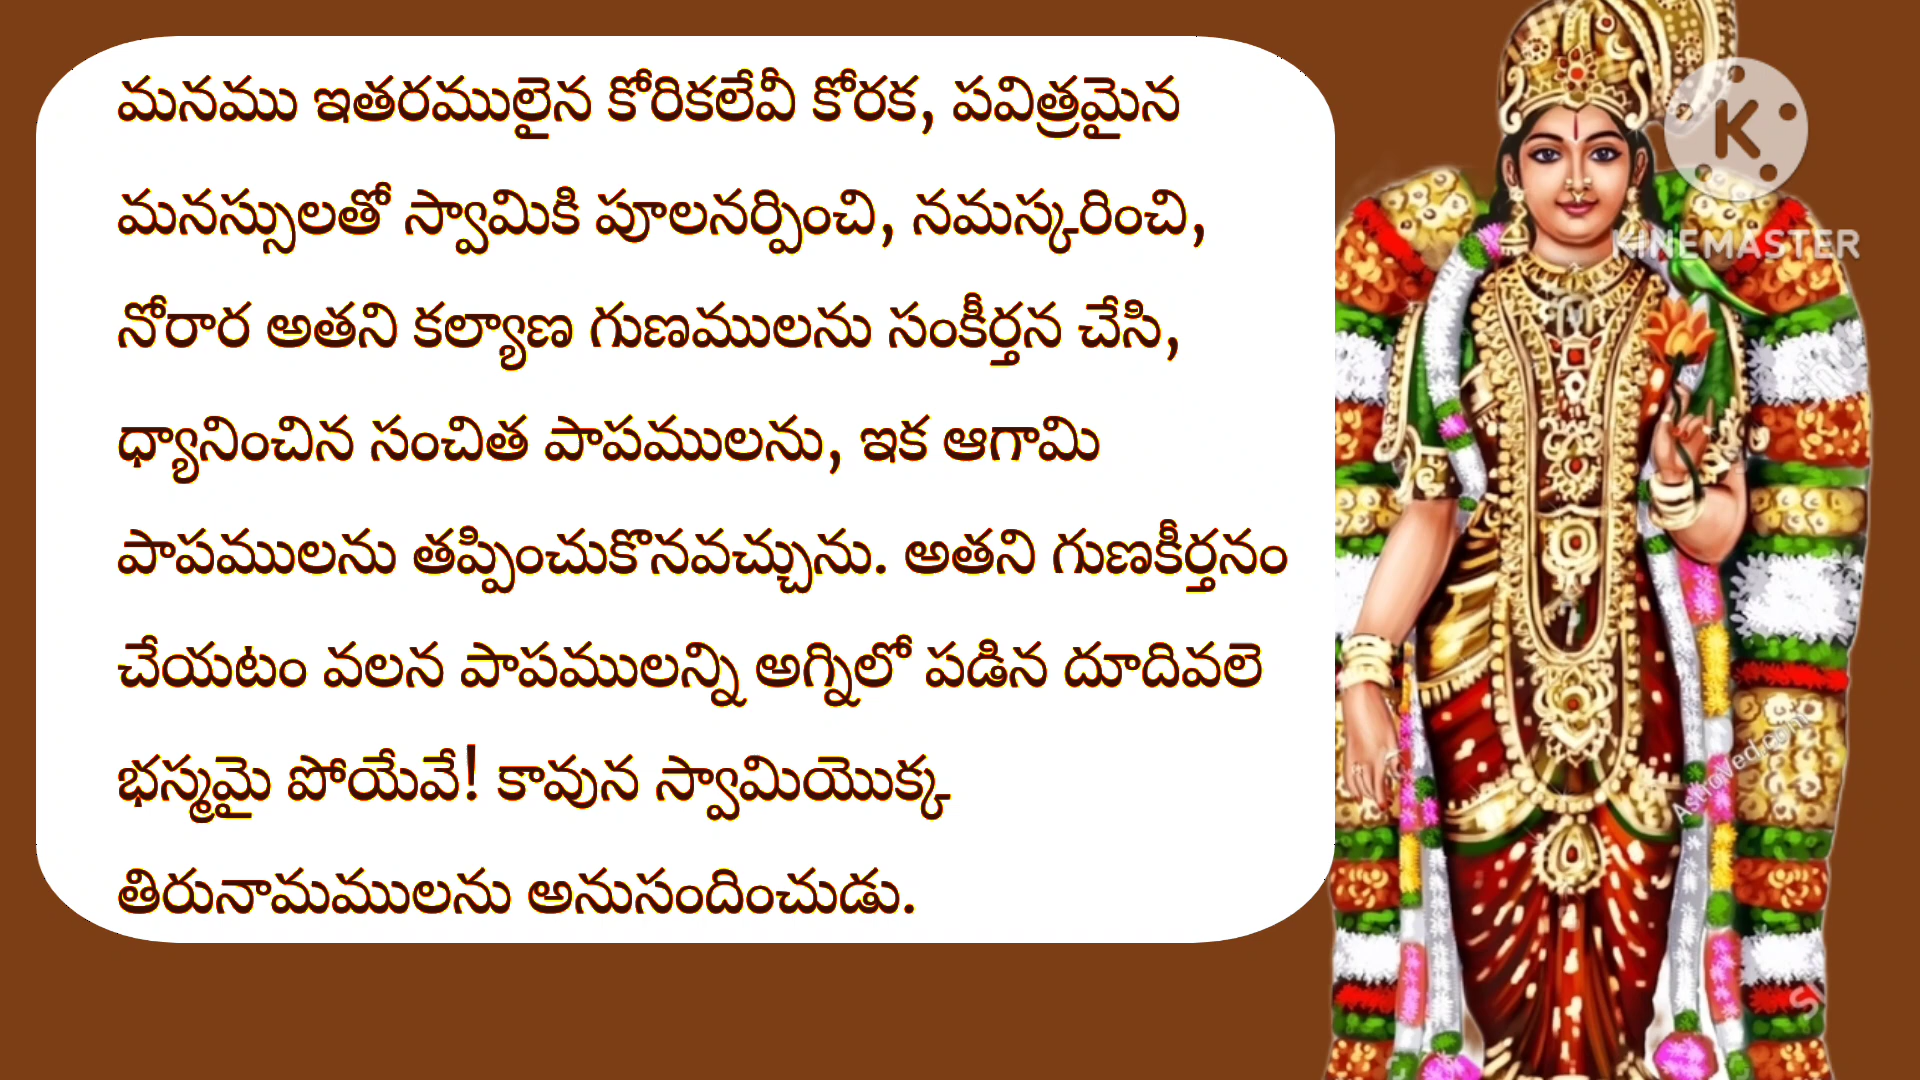 మనము ఇతరములైన కోరికలేవీ కోరక, పవిత్రమైన
మనస్సులతో స్వామికి పూలనర్పించి, నమస్కరించి,
నోరార అతని కల్యాణ గుణములను సంకీర్తన చేసి,
ధ్యానించిన సంచిత పాపములను, ఇక ఆగామి
పాపములను తప్పించుకొనవచ్చును. అతని గుణకీర్తనం
చేయటం వలన పాపములన్ని అగ్నిలో పడిన దూదివలె
భస్మమై పోయేవే! కావున స్వామియొక్క
తిరునామములను అనుసందించుడు.
K
KINEMASTER
Astroved.com